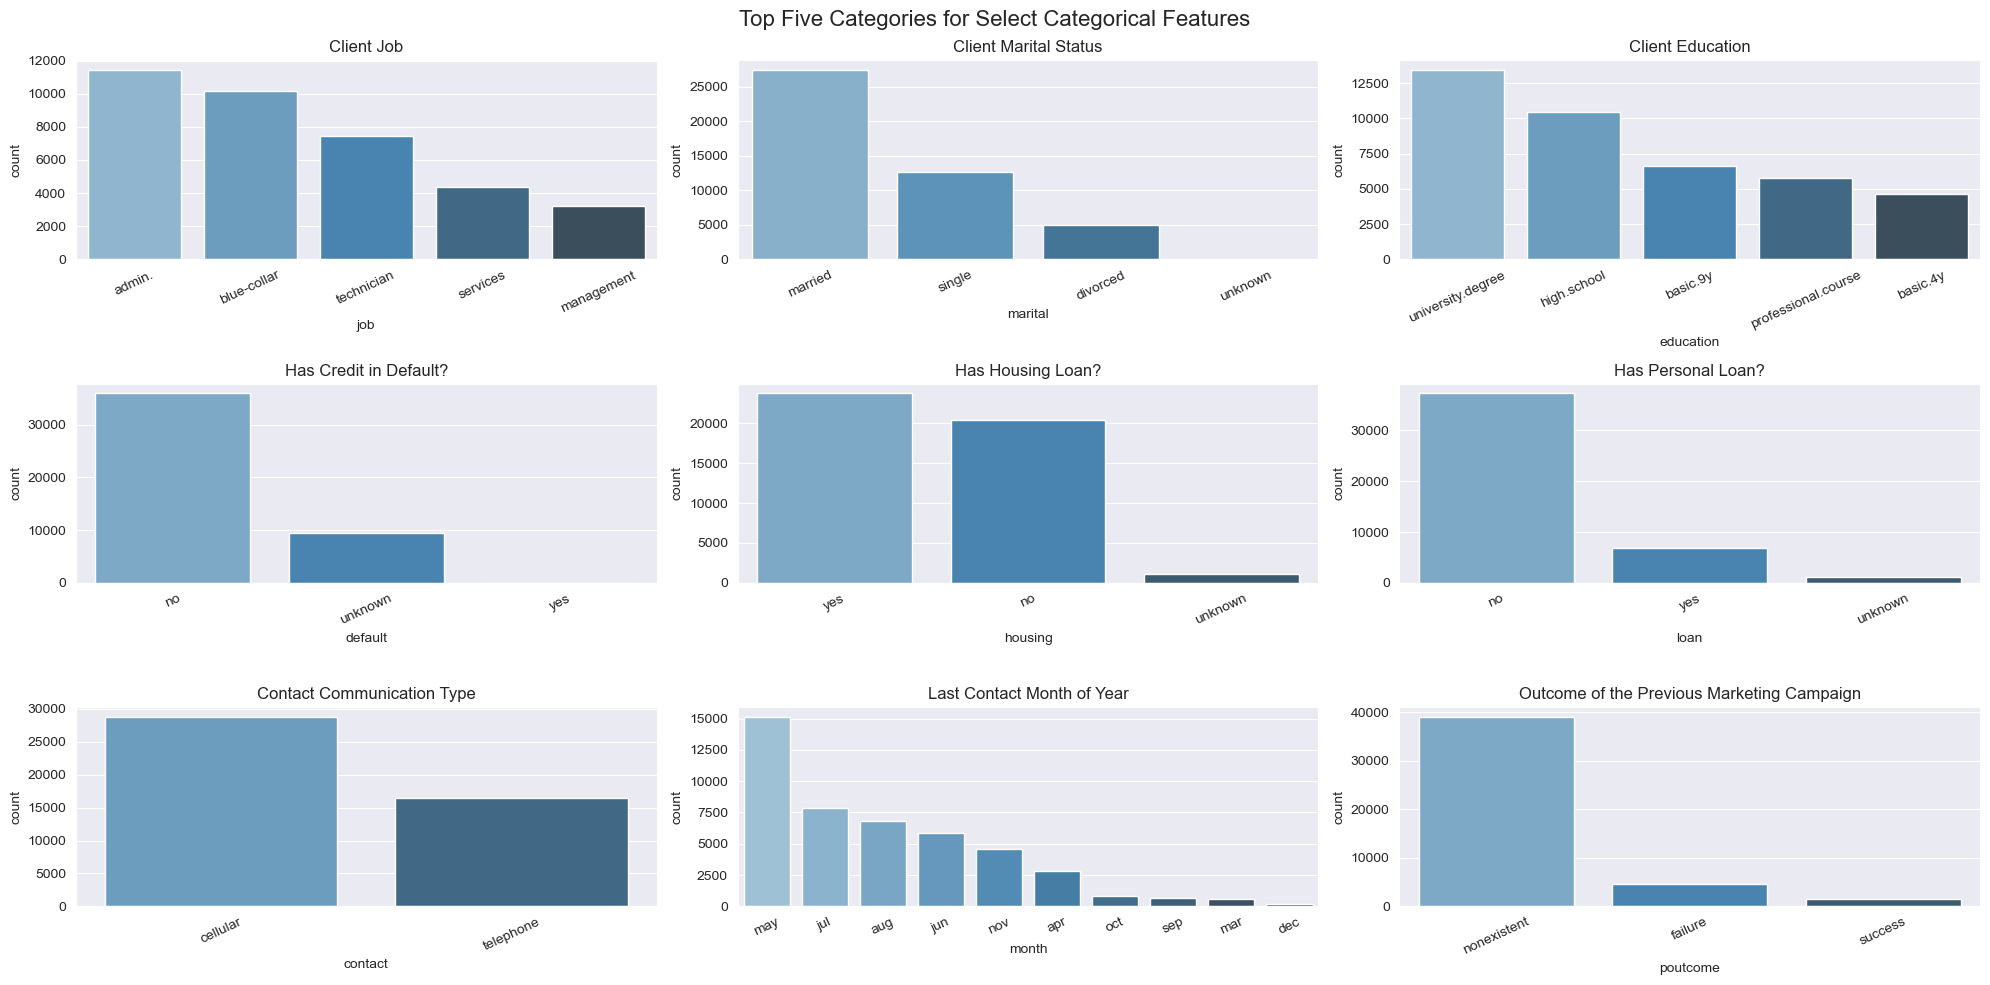 Top Five Categories for Select Categorical Features
Client Job
12000
10000
8000
6000
4000
2000
0
count
admin.
blue-collar
technician
services
management
job
Client Marital Status
25000
20000
15000
10000
5000
0
count
married
single
divorced
unknown
marital
Client Education
12500
10000
7500
5000
2500
0
count
university.degree
high.school
basic.9y
professional.course
basic.4y
education
Has Credit in Default?
30000
20000
10000
0
count
no
unknown
yes
default
Has Housing Loan?
20000
15000
10000
5000
0
count
yes
no
unknown
housing
Has Personal Loan?
30000
20000
10000
0
count
no
yes
unknown
loan
Contact Communication Type
30000
25000
20000
15000
10000
5000
0
count
cellular
telephone
contact
Last Contact Month of Year
15000
12500
10000
7500
5000
2500
0
count
may
jul
aug
jun
nov
apr
oct
sep
mar
dec
month
Outcome of the Previous Marketing Campaign
40000
30000
20000
10000
0
count
nonexistent
failure
success
poutcome